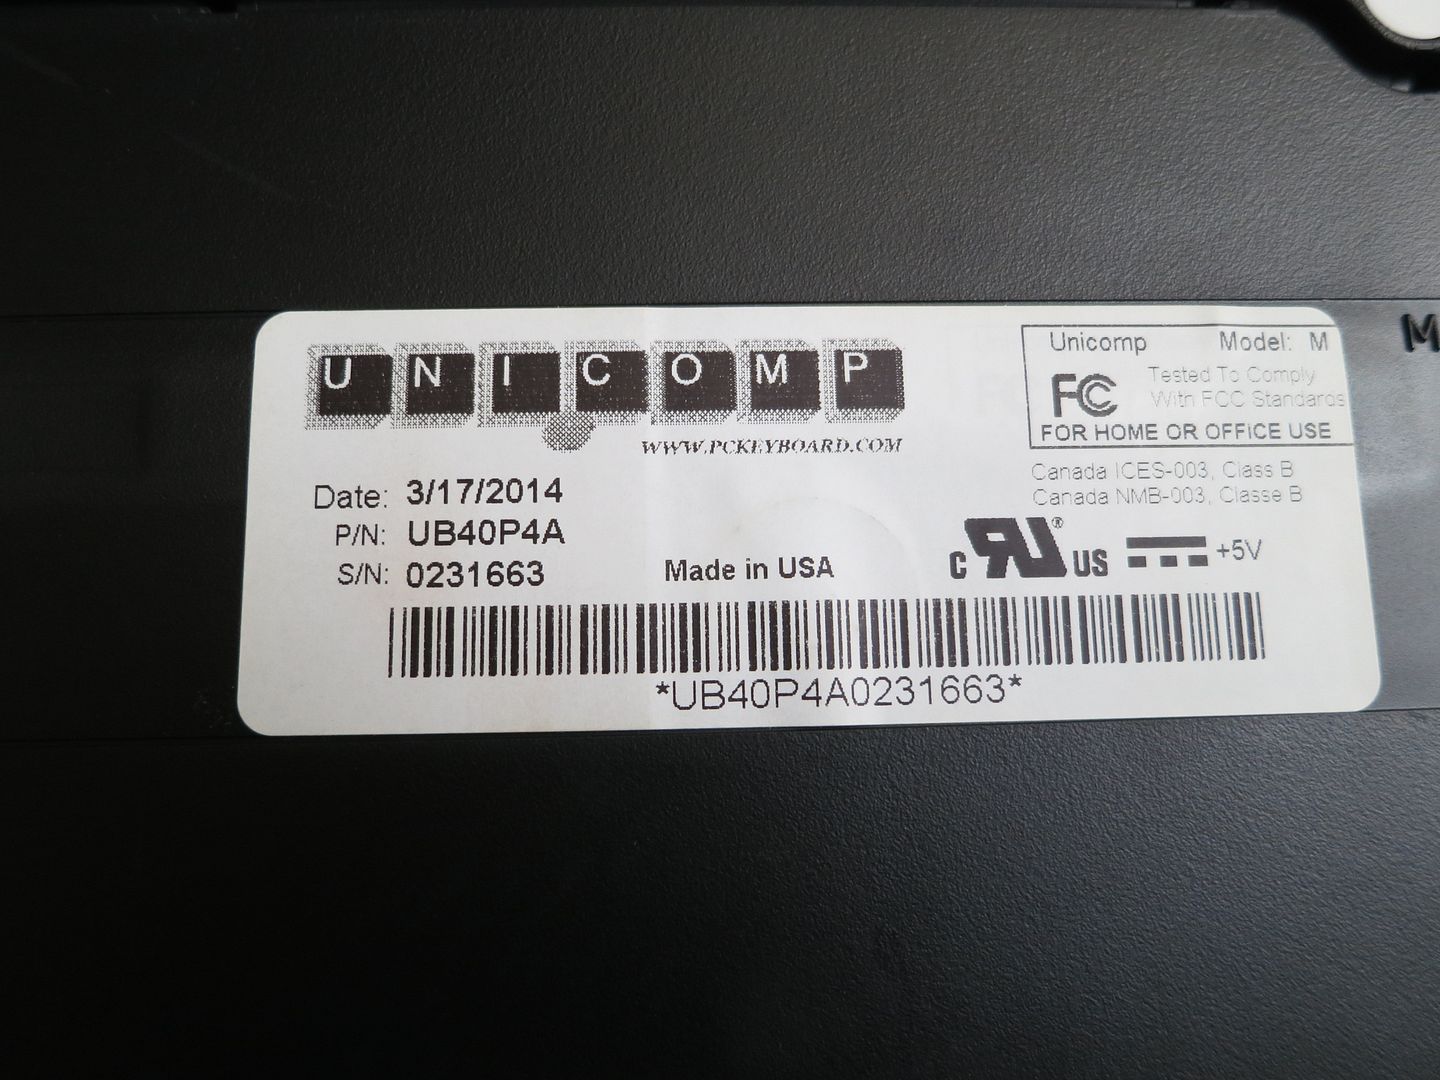 UNICOMP
WWW.PCKEYBOARD.COM
Unicomp Model: M
FC Tested To Comply
With FCC Standards
FOR HOME OR OFFICE USE
Canada ICES-003, Class B
Canada NMB-003, Classe B
Date: 3/17/2014
P/N: UB40P4A
S/N: 0231663
Made in USA
C RU ® US +5V
*UB40P4A0231663*
M